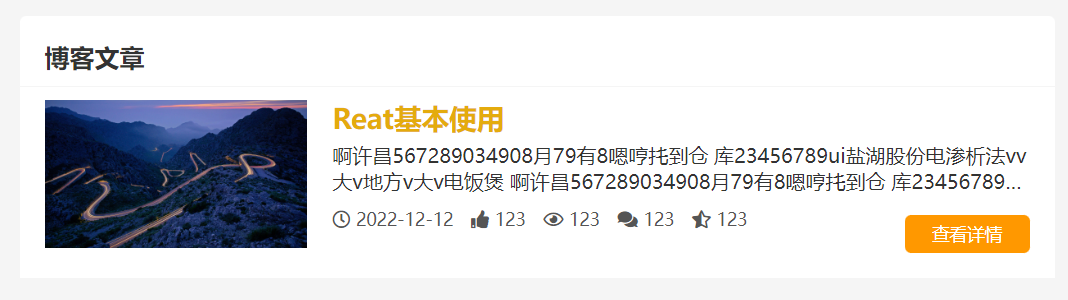 博客文章
Reat基本使用
啊许昌567289034908月79有8嗯哼托到仓 库23456789ui盐湖股份电渗析法vv
大v地方v大v电饭煲 啊许昌567289034908月79有8嗯哼托到仓 库23456789...
2022-12-12 123 123 123 123
查看详情